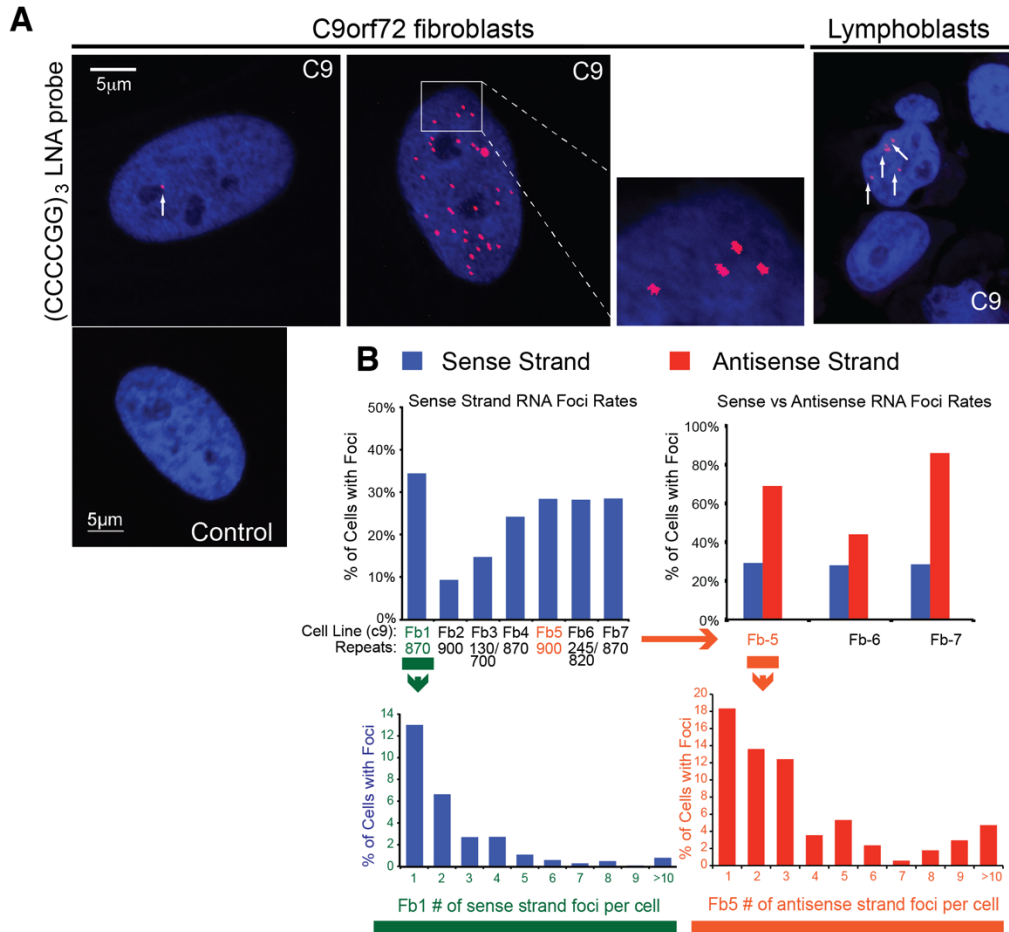 A
C9orf72 fibroblasts
Lymphoblasts
(CCCCGG)3 LNA probe
5µm
C9
C9
C9
5µm
Control
B
Sense Strand
Antisense Strand
Sense Strand RNA Foci Rates
% of Cells with Foci
50%
40%
30%
20%
10%
0%
Cell Line (c9): Fb1 Fb2 Fb3 Fb4 Fb5 Fb6 Fb7
Repeats: 870 900 130/ 870 900 245/ 870
700 820
Sense vs Antisense RNA Foci Rates
% of Cells with Foci
100%
80%
60%
40%
20%
0%
Fb-5 Fb-6 Fb-7
% of Cells with Foci
14
12
10
8
6
4
2
0
1 2 3 4 5 6 7 8 9 >10
Fb1 # of sense strand foci per cell
% of Cells with Foci
20
18
16
14
12
10
8
6
4
2
0
1 2 3 4 5 6 7 8 9 >10
Fb5 # of antisense strand foci per cell